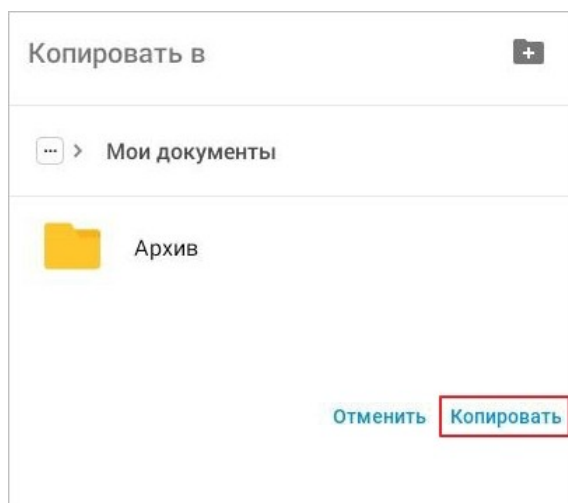 Копировать в
... > Мои документы
Архив
Отменить Копировать